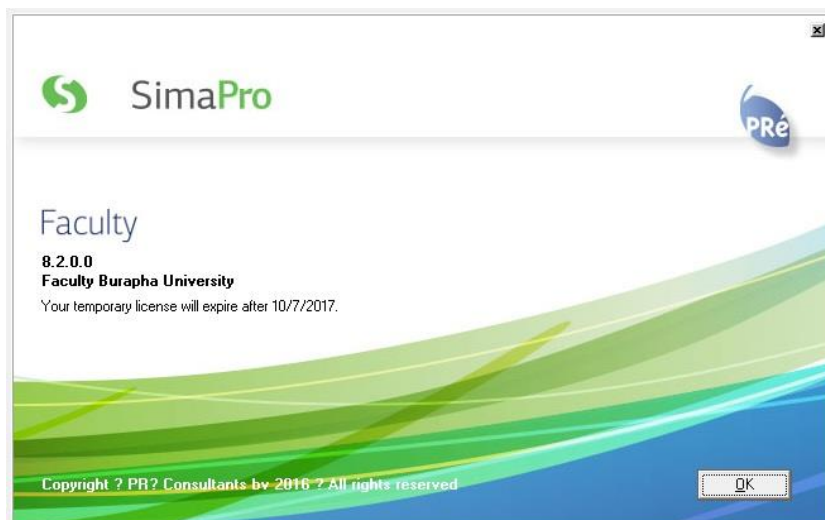 SimaPro
PRé
Faculty
8.2.0.0
Faculty Burapha University
Your temporary license will expire after 10/7/2017.
Copyright ? PR? Consultants bv 2016 ? All rights reserved
OK